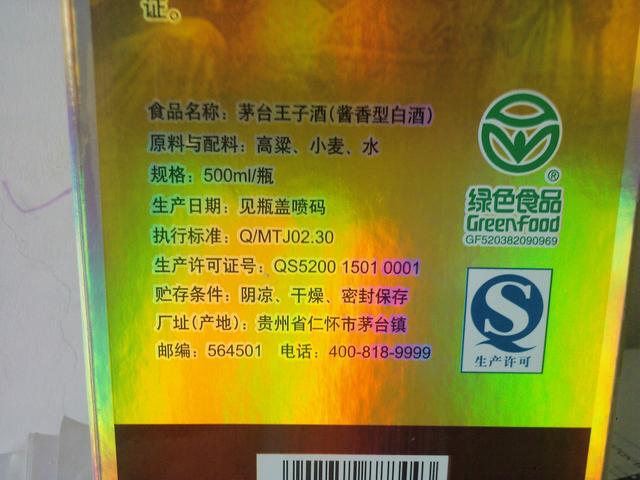 证。
食品名称：茅台王子酒（酱香型白酒）
原料与配料：高粱、小麦、水
规格：500ml/瓶
生产日期：见瓶盖喷码
执行标准：Q/MTJ02.30
生产许可证号：QS5200 1501 0001
贮存条件：阴凉、干燥、密封保存
厂址（产地）：贵州省仁怀市茅台镇
邮编：564501 电话：400-818-9999
®
绿色食品
Greenfood
GF520382090969
QS
生产许可